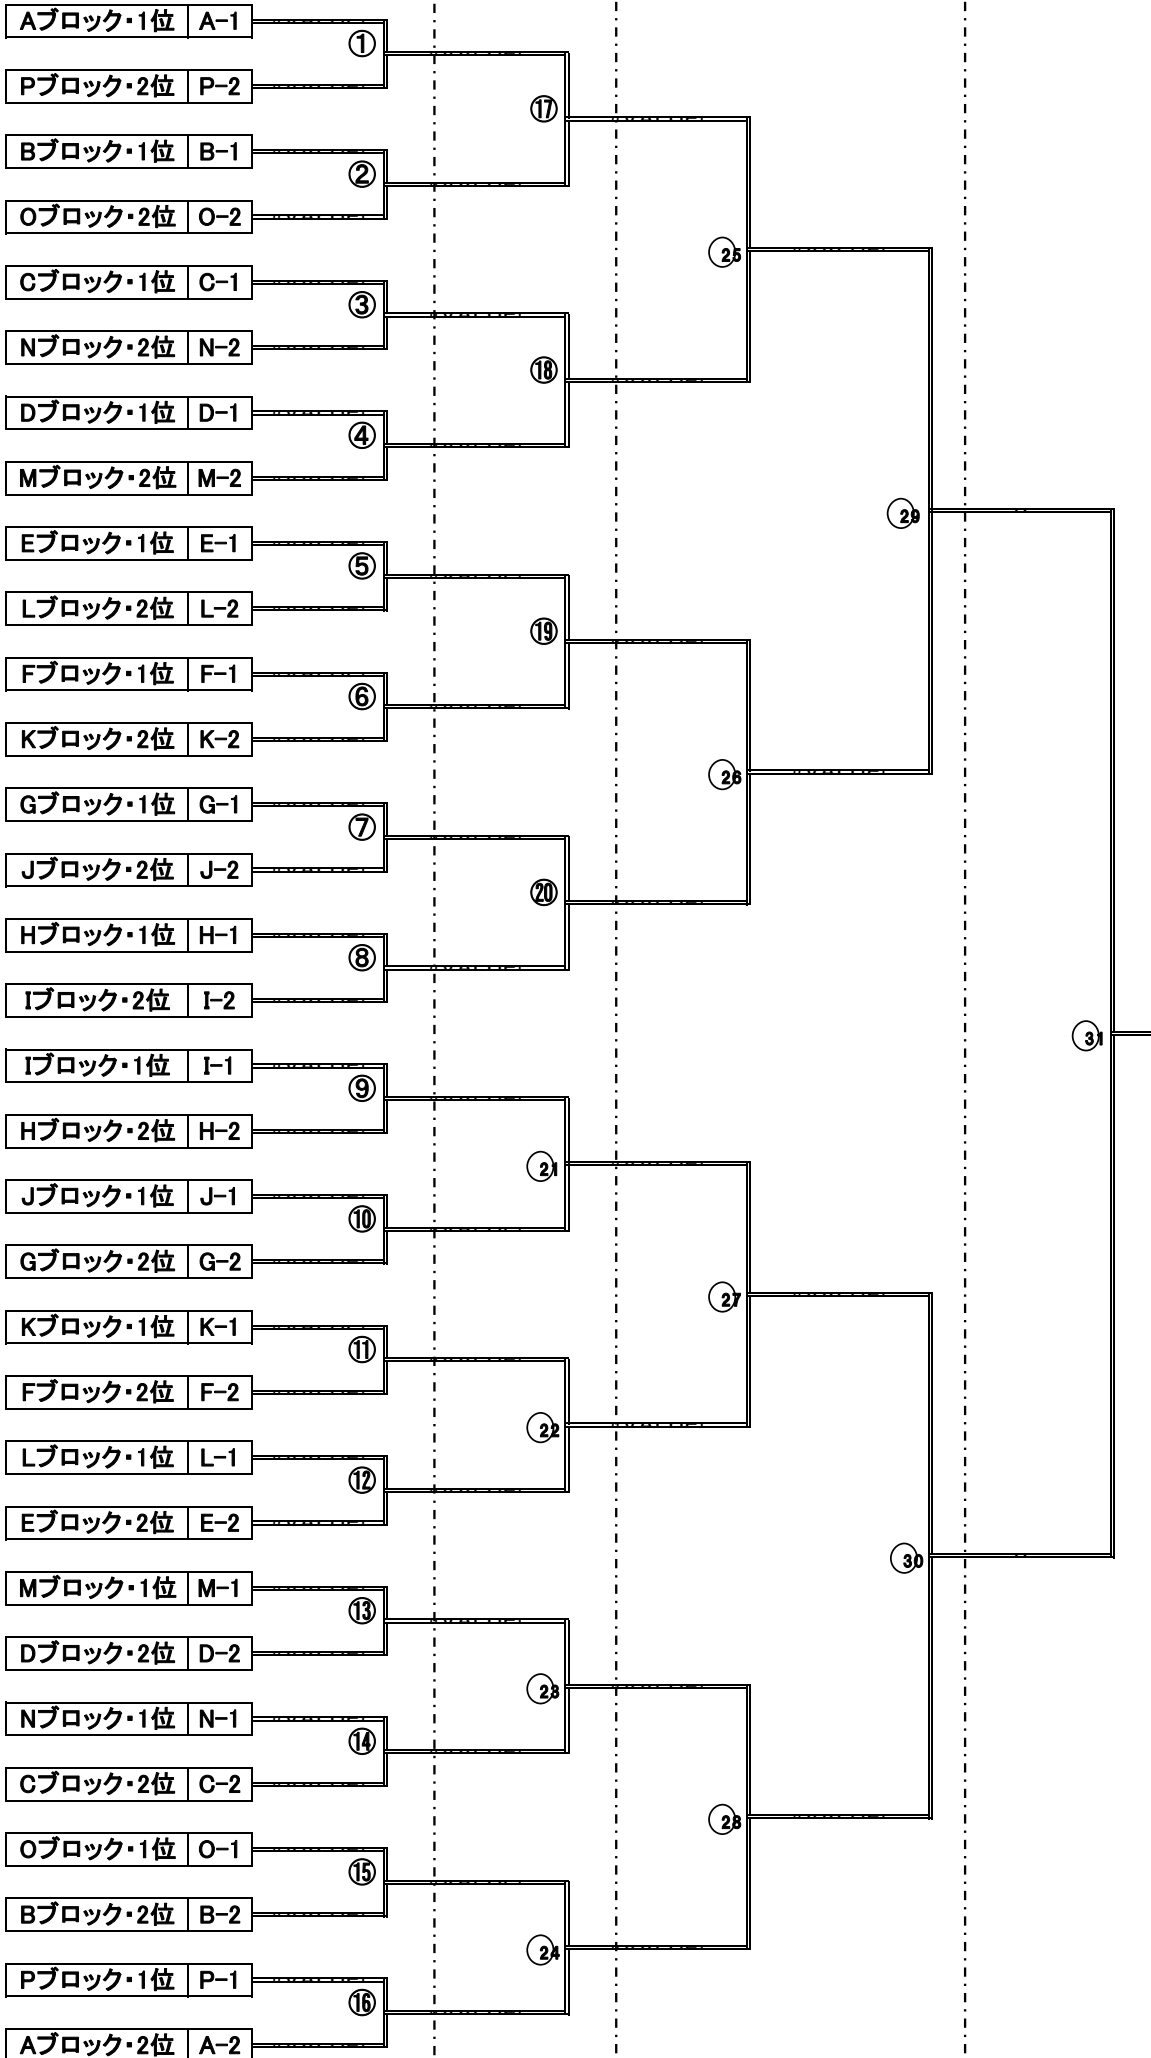 Aブロック・1位 A-1
①
Pブロック・2位 P-2
⑰
Bブロック・1位 B-1
②
Oブロック・2位 O-2
25
Cブロック・1位 C-1
③
Nブロック・2位 N-2
⑱
Dブロック・1位 D-1
④
Mブロック・2位 M-2
29
Eブロック・1位 E-1
⑤
Lブロック・2位 L-2
⑲
Fブロック・1位 F-1
⑥
Kブロック・2位 K-2
26
Gブロック・1位 G-1
⑦
Jブロック・2位 J-2
⑳
Hブロック・1位 H-1
⑧
Iブロック・2位 I-2
31
Iブロック・1位 I-1
⑨
Hブロック・2位 H-2
21
Jブロック・1位 J-1
⑩
Gブロック・2位 G-2
27
Kブロック・1位 K-1
⑪
Fブロック・2位 F-2
22
Lブロック・1位 L-1
⑫
Eブロック・2位 E-2
30
Mブロック・1位 M-1
⑬
Dブロック・2位 D-2
23
Nブロック・1位 N-1
⑭
Cブロック・2位 C-2
28
Oブロック・1位 O-1
⑮
Bブロック・2位 B-2
24
Pブロック・1位 P-1
⑯
Aブロック・2位 A-2